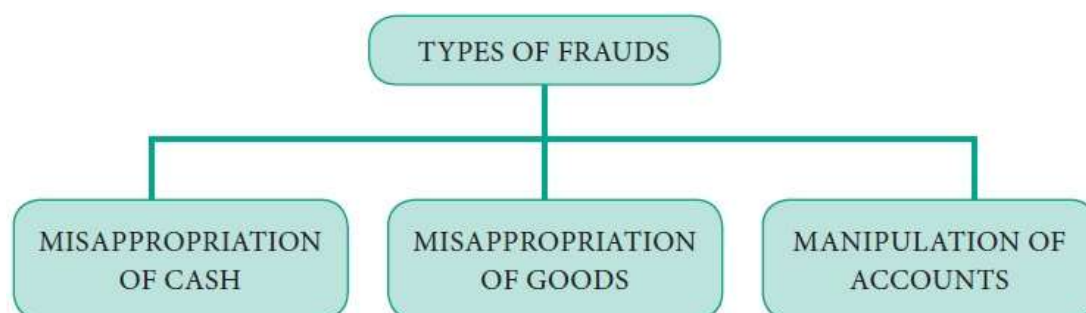 TYPES OF FRAUDS
MISAPPROPRIATION
OF CASH
MISAPPROPRIATION
OF GOODS
MANIPULATION OF
ACCOUNTS